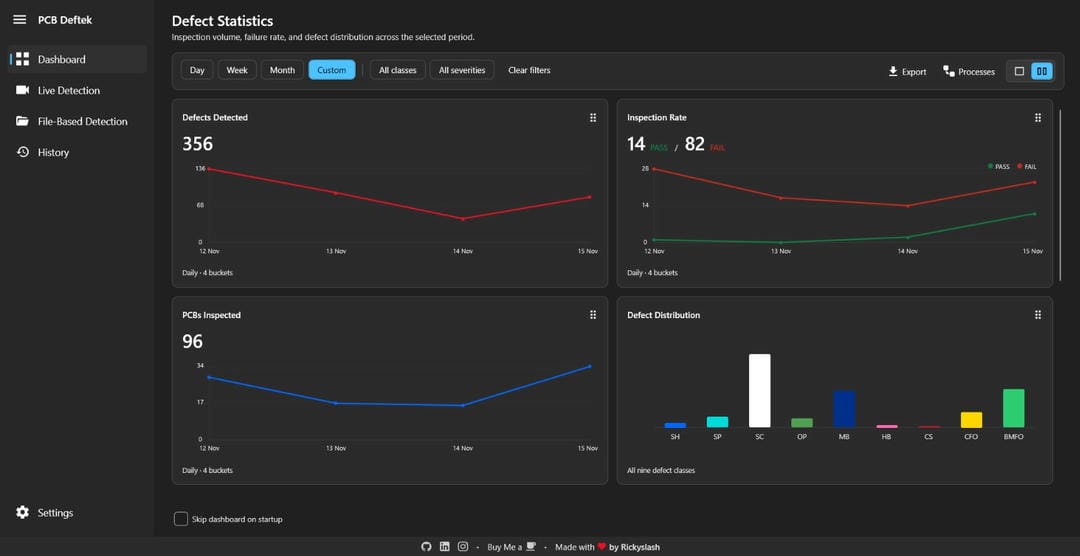 PCB Deftek
Dashboard
Live Detection
File-Based Detection
History
Settings
Defect Statistics
Inspection volume, failure rate, and defect distribution across the selected period.
Day Week Month Custom All classes All severities Clear filters Export Processes
Defects Detected
356
136
68
0
12 Nov 13 Nov 14 Nov 15 Nov
Daily · 4 buckets
Inspection Rate
14 PASS / 82 FAIL
PASS FAIL
28
14
0
12 Nov 13 Nov 14 Nov 15 Nov
Daily · 4 buckets
PCBs Inspected
96
34
17
0
12 Nov 13 Nov 14 Nov 15 Nov
Daily · 4 buckets
Defect Distribution
SH SP SC OP MB HB CS CFO BMFO
All nine defect classes
Skip dashboard on startup
· Buy Me a · Made with ❤ by Rickyslash